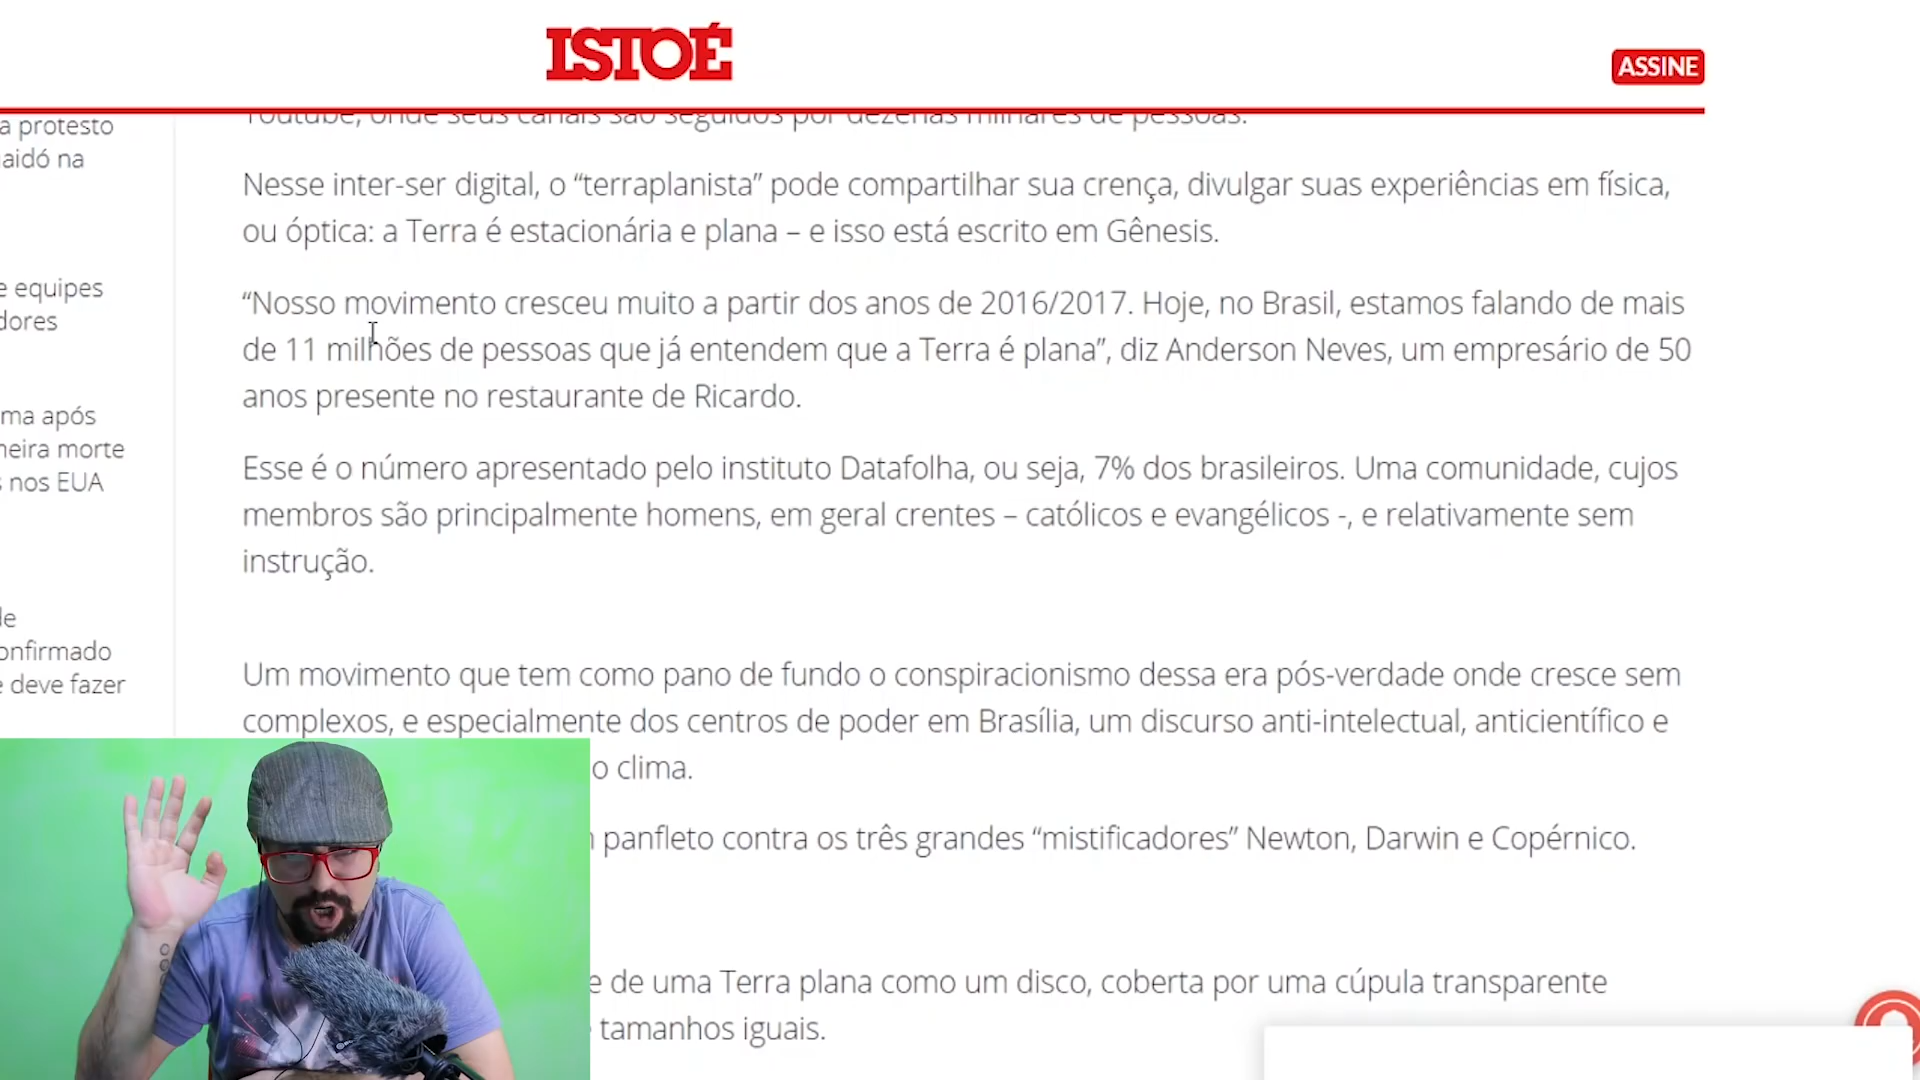 ISTOÉ
ASSINE
a protesto
aidó na
e equipes
dores
ma após
neira morte
s nos EUA
de
onfirmado
e deve fazer
Youtube, onde seus canais são seguidos por dezenas milhares de pessoas.
Nesse inter-ser digital, o “terraplanista” pode compartilhar sua crença, divulgar suas experiências em física,
ou óptica: a Terra é estacionária e plana – e isso está escrito em Gênesis.
“Nosso movimento cresceu muito a partir dos anos de 2016/2017. Hoje, no Brasil, estamos falando de mais
de 11 milhões de pessoas que já entendem que a Terra é plana”, diz Anderson Neves, um empresário de 50
anos presente no restaurante de Ricardo.
Esse é o número apresentado pelo instituto Datafolha, ou seja, 7% dos brasileiros. Uma comunidade, cujos
membros são principalmente homens, em geral crentes – católicos e evangélicos -, e relativamente sem
instrução.
Um movimento que tem como pano de fundo o conspiracionismo dessa era pós-verdade onde cresce sem
complexos, e especialmente dos centros de poder em Brasília, um discurso anti-intelectual, anticientífico e
o clima.
panfleto contra os três grandes “mistificadores” Newton, Darwin e Copérnico.
e de uma Terra plana como um disco, coberta por uma cúpula transparente
tamanhos iguais.